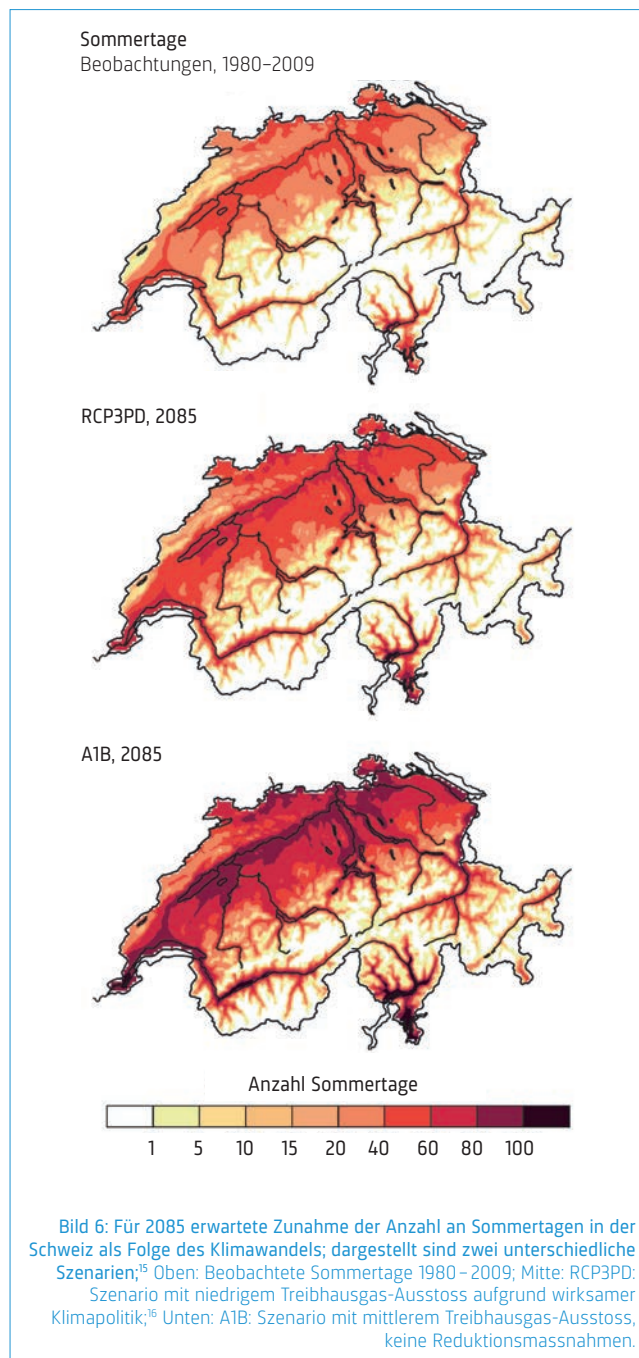 Sommertage
Beobachtungen, 1980–2009
RCP3PD, 2085
A1B, 2085
Anzahl Sommertage
1 5 10 15 20 40 60 80 100
Bild 6: Für 2085 erwartete Zunahme der Anzahl an Sommertagen in der
Schweiz als Folge des Klimawandels; dargestellt sind zwei unterschiedliche
Szenarien;¹⁵ Oben: Beobachtete Sommertage 1980 – 2009; Mitte: RCP3PD:
Szenario mit niedrigem Treibhausgas-Ausstoss aufgrund wirksamer
Klimapolitik;¹⁶ Unten: A1B: Szenario mit mittlerem Treibhausgas-Ausstoss,
keine Reduktionsmassnahmen.